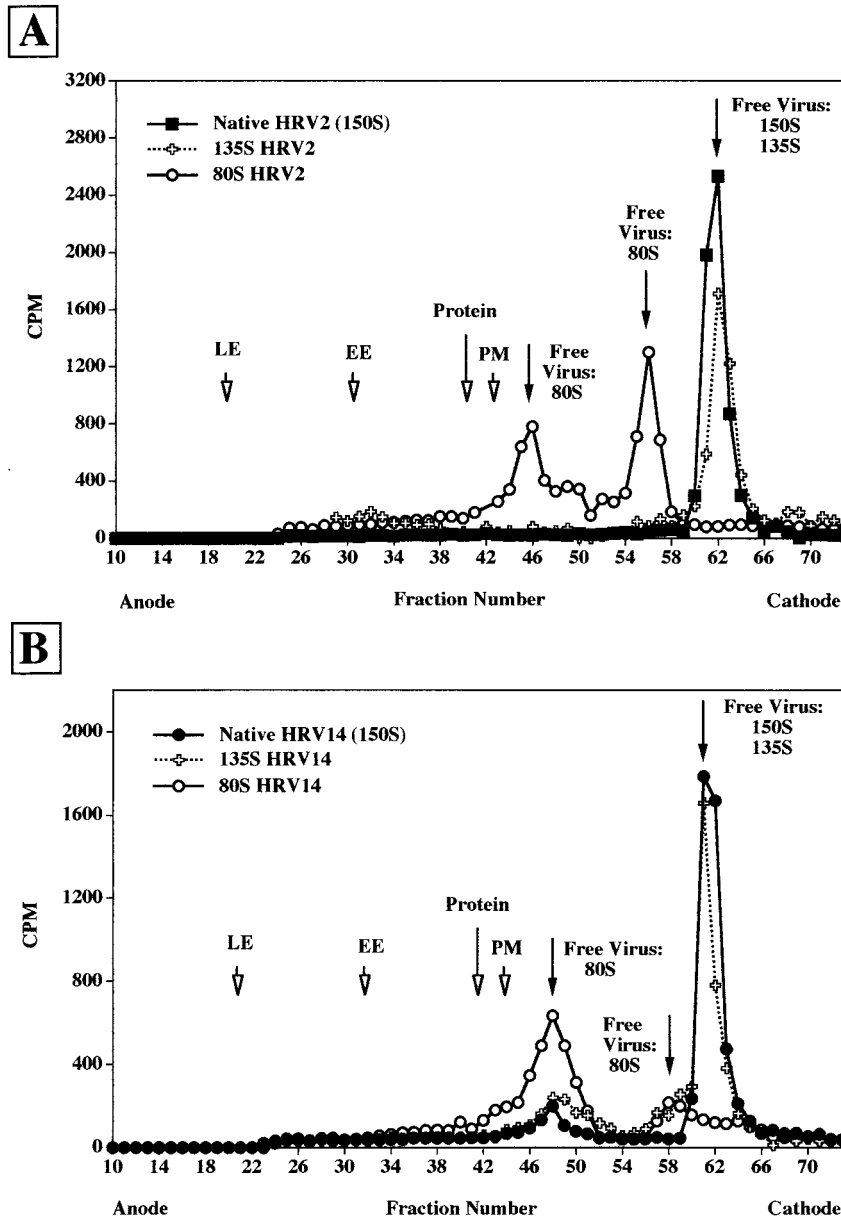 A
3200
2800
2400
2000
1600
1200
800
400
0
CPM
Native HRV2 (150S)
135S HRV2
80S HRV2
Free Virus:
150S
135S
Free
Virus:
80S
Protein
LE
EE
PM
Free
Virus:
80S
10 14 18 22 26 30 34 38 42 46 50 54 58 62 66 70
Anode Fraction Number Cathode
B
2000
1600
1200
800
400
0
CPM
Native HRV14 (150S)
135S HRV14
80S HRV14
Free Virus:
150S
135S
Protein
LE
EE
PM
Free Virus:
80S
Free
Virus:
80S
10 14 18 22 26 30 34 38 42 46 50 54 58 62 66 70
Anode Fraction Number Cathode